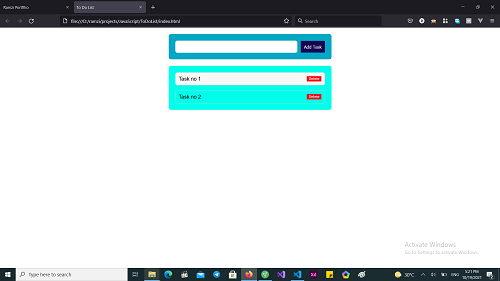 Ramzi Portfolio
To Do List
file:///D:/ramzi/projects/JavaScript/ToDoList/index.html
Search
Add Task
Task no 1
Delete
Task no 2
Delete
Activate Windows
Go to Settings to activate Windows.
Type here to search
30°C
ENG
5:21 PM
10/19/2021